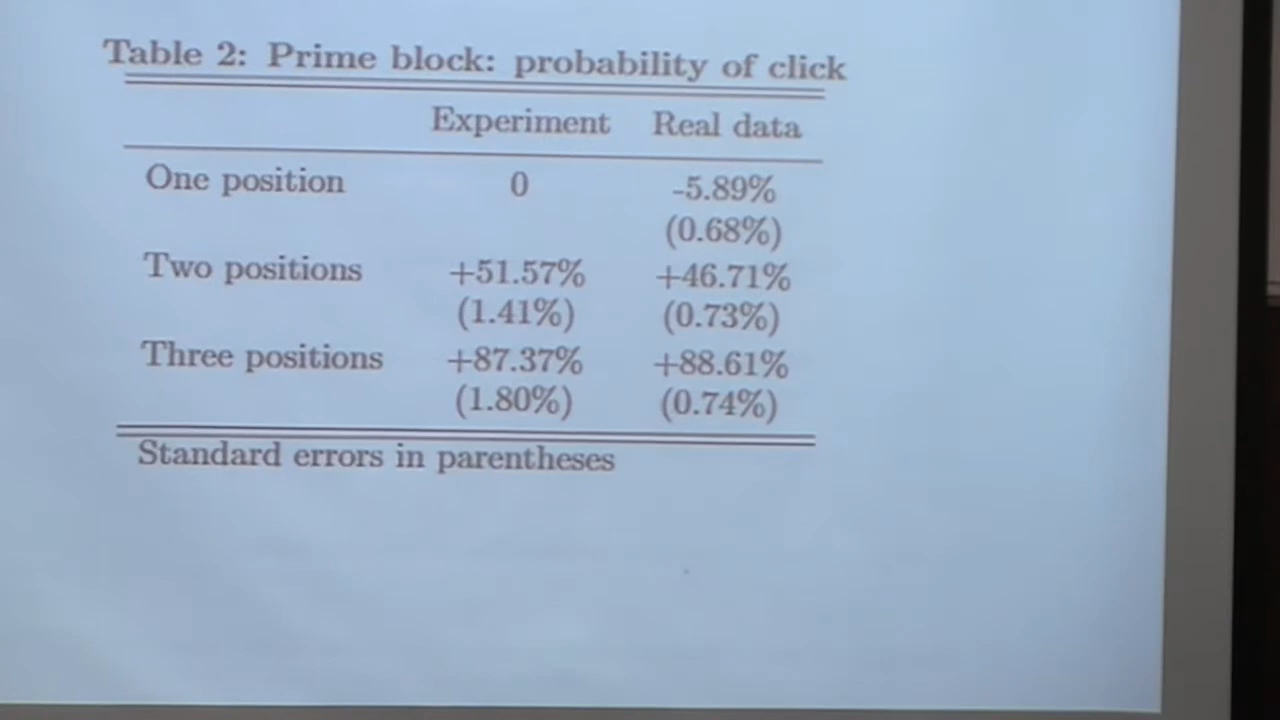 Table 2: Prime block: probability of click
Experiment Real data
One position 0 -5.89%
(0.68%)
Two positions +51.57% +46.71%
(1.41%) (0.73%)
Three positions +87.37% +88.61%
(1.80%) (0.74%)
Standard errors in parentheses